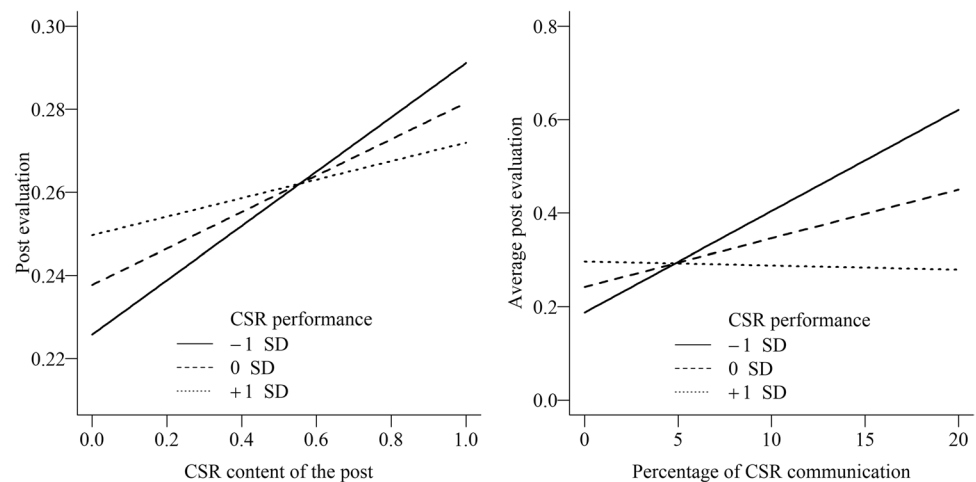 0.30
0.28
0.26
0.24
0.22
Post evaluation
CSR performance
−1 SD
0 SD
+1 SD
0.0 0.2 0.4 0.6 0.8 1.0
CSR content of the post
0.8
0.6
0.4
0.2
0.0
Average post evaluation
CSR performance
−1 SD
0 SD
+1 SD
0 5 10 15 20
Percentage of CSR communication